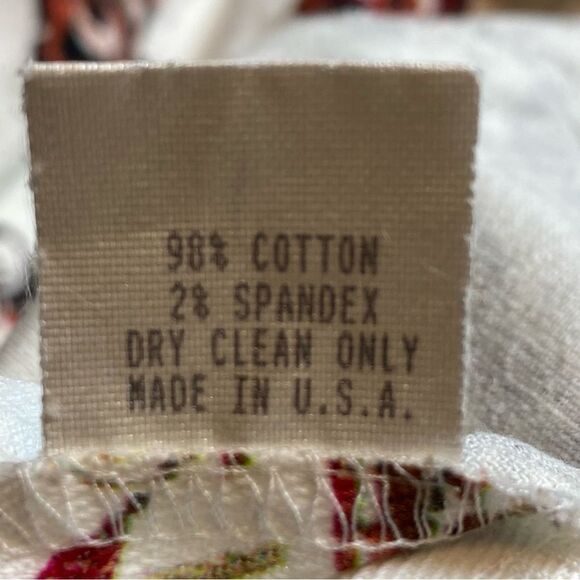 98% COTTON
2% SPANDEX
DRY CLEAN ONLY
MADE IN U.S.A.